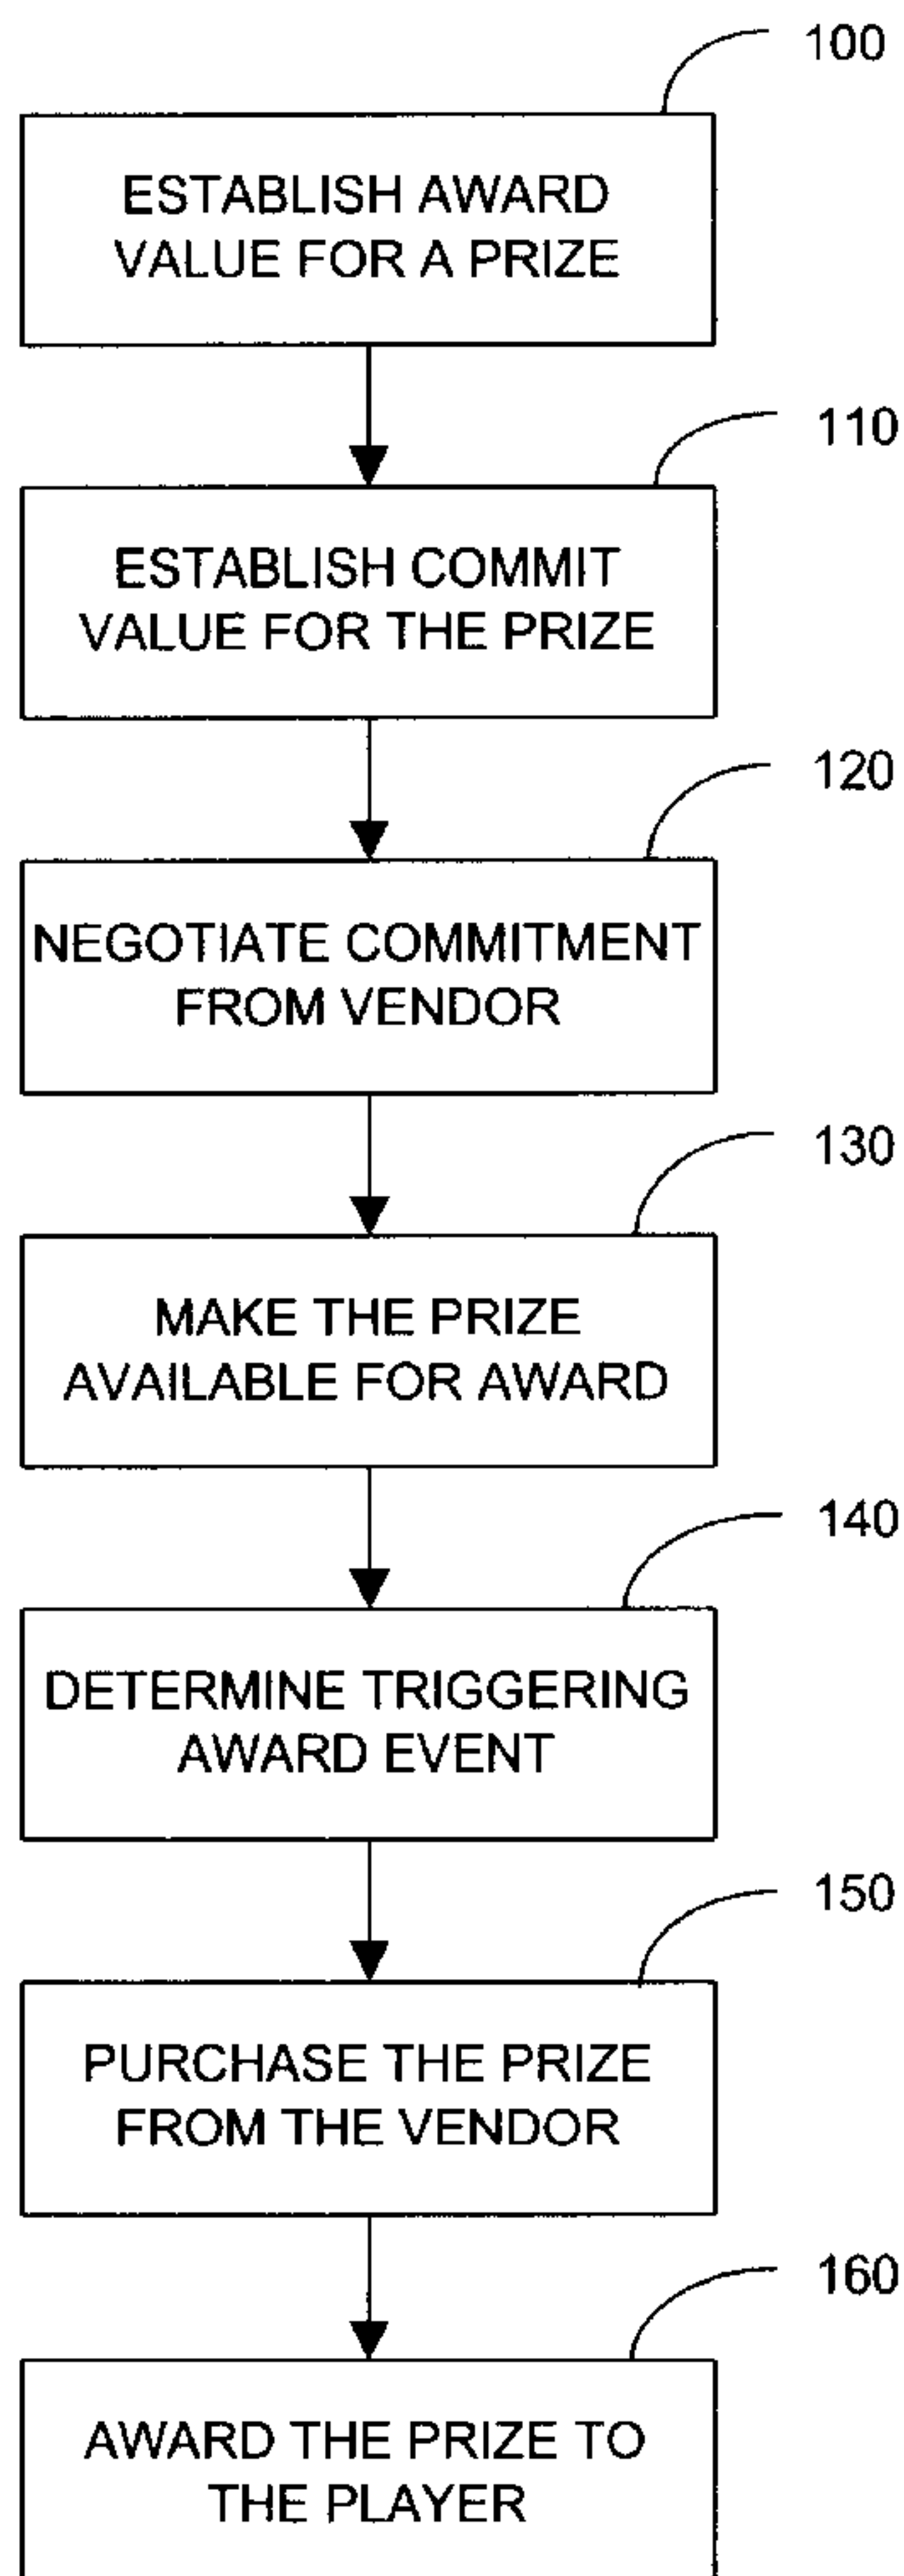 100
ESTABLISH AWARD
VALUE FOR A PRIZE
110
ESTABLISH COMMIT
VALUE FOR THE PRIZE
120
NEGOTIATE COMMITMENT
FROM VENDOR
130
MAKE THE PRIZE
AVAILABLE FOR AWARD
140
DETERMINE TRIGGERING
AWARD EVENT
150
PURCHASE THE PRIZE
FROM THE VENDOR
160
AWARD THE PRIZE TO
THE PLAYER